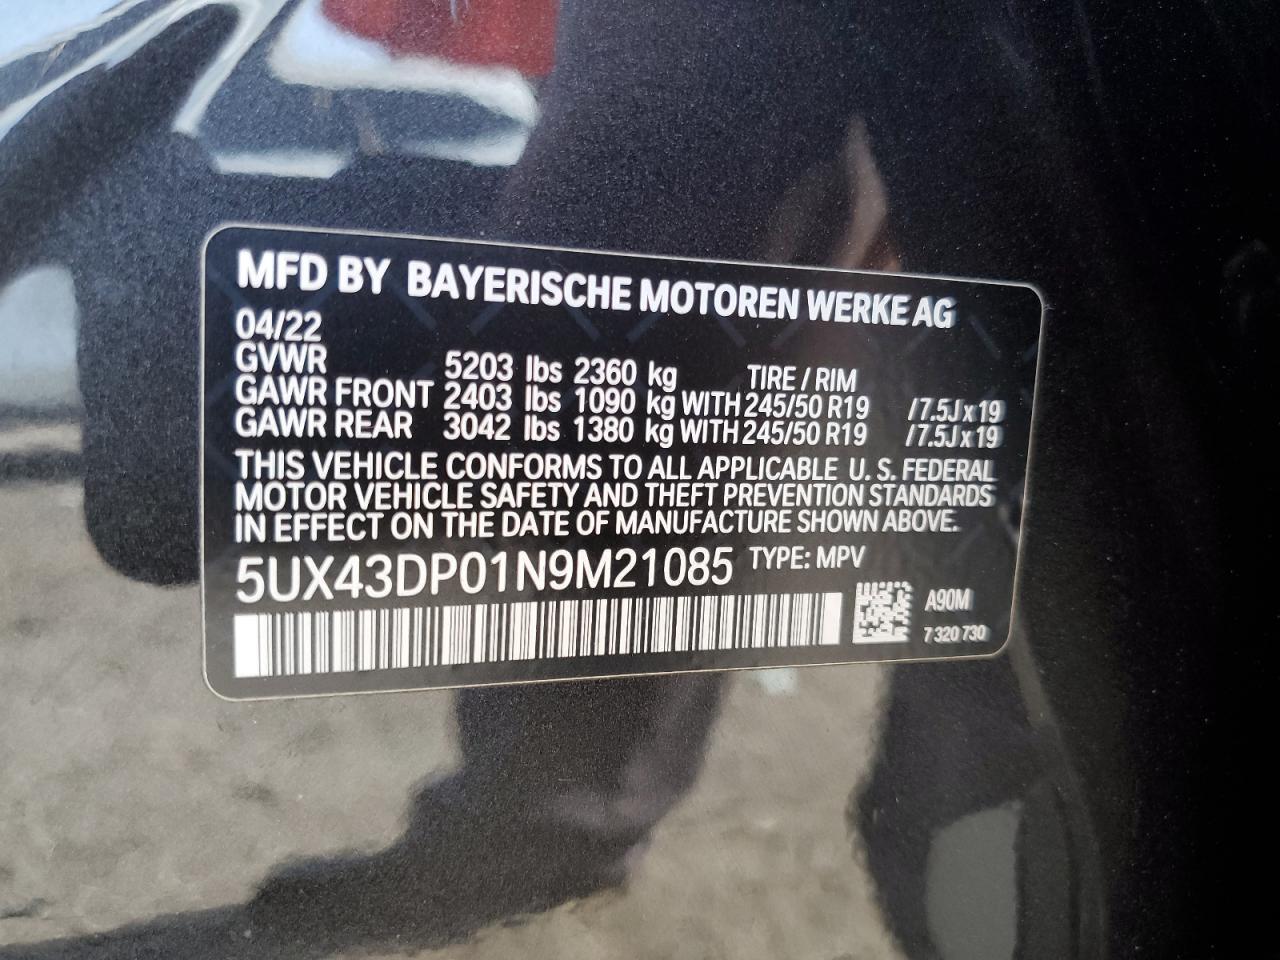 MFD BY BAYERISCHE MOTOREN WERKE AG
04/22
GVWR 5203 lbs 2360 kg TIRE / RIM
GAWR FRONT 2403 lbs 1090 kg WITH 245/50 R19 /7.5J x 19
GAWR REAR 3042 lbs 1380 kg WITH 245/50 R19 /7.5J x 19
THIS VEHICLE CONFORMS TO ALL APPLICABLE U. S. FEDERAL
MOTOR VEHICLE SAFETY AND THEFT PREVENTION STANDARDS
IN EFFECT ON THE DATE OF MANUFACTURE SHOWN ABOVE.
5UX43DP01N9M21085 TYPE: MPV
A90M
7 320 730